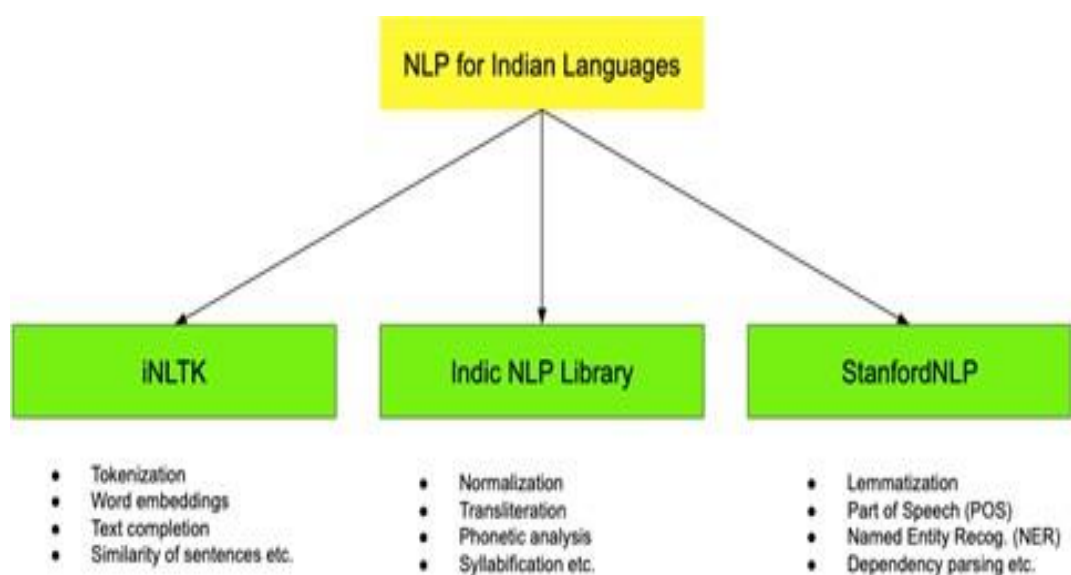 NLP for Indian Languages
iNLTK
Indic NLP Library
StanfordNLP
● Tokenization
● Word embeddings
● Text completion
● Similarity of sentences etc.
● Normalization
● Transliteration
● Phonetic analysis
● Syllabification etc.
● Lemmatization
● Part of Speech (POS)
● Named Entity Recog. (NER)
● Dependency parsing etc.